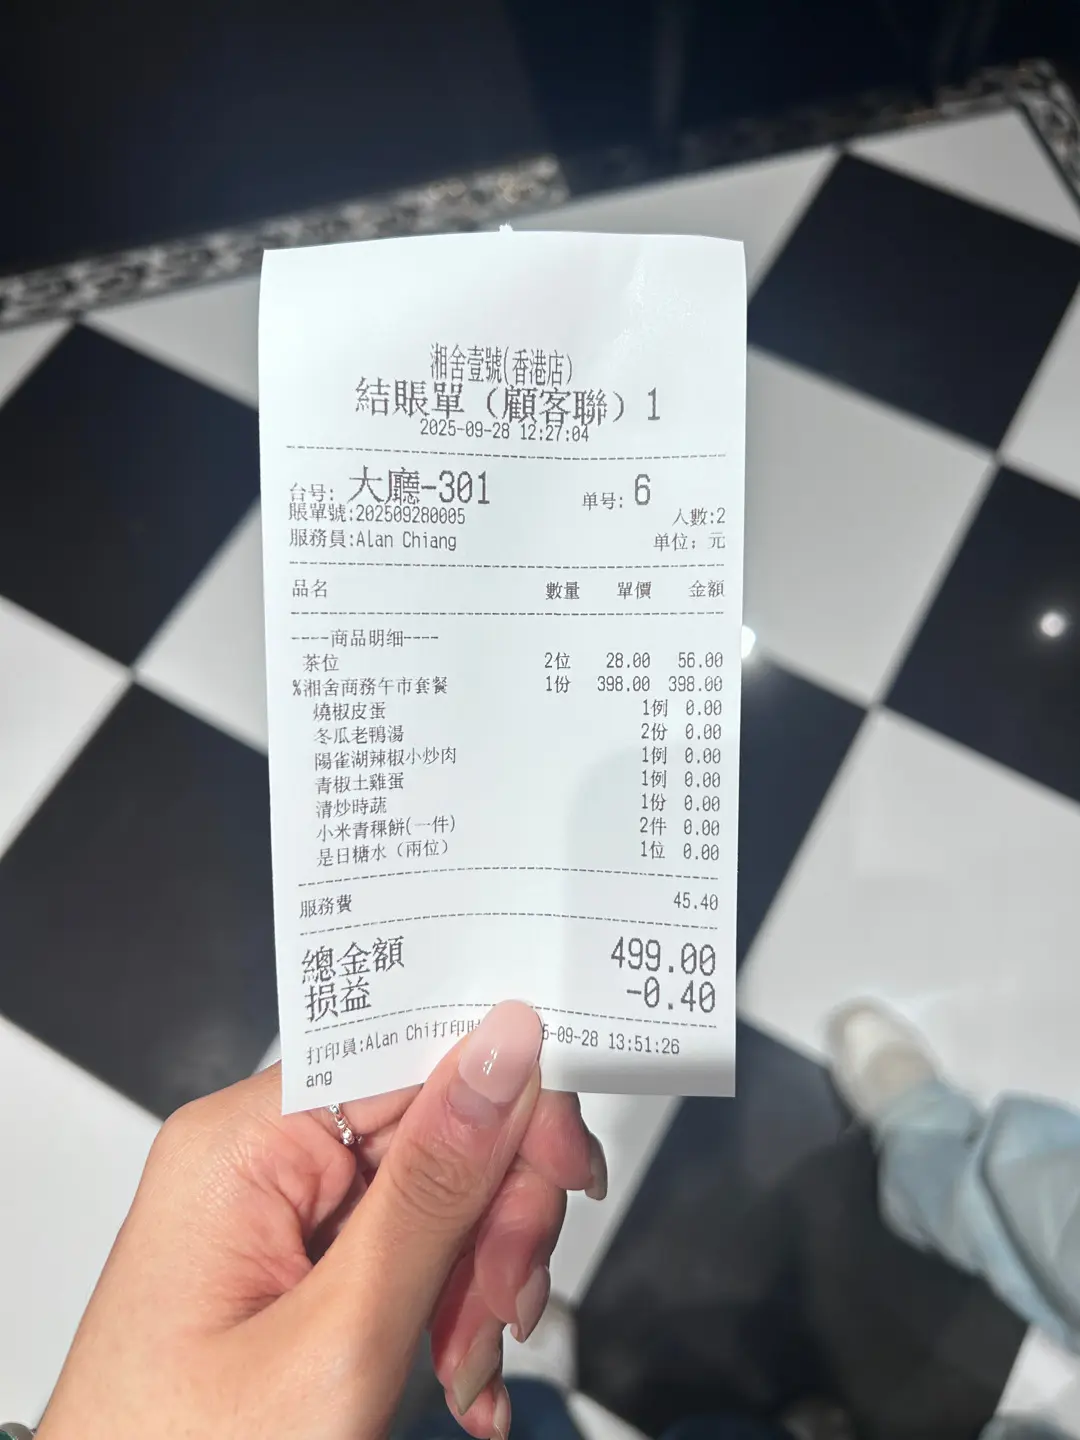 湘舍壹號(香港店)
結賬單（顧客聯）1
2025-09-28 12:27:04
台号: 大廳-301 单号: 6
賬單號:202509280005 人數:2
服務員:Alan Chiang 单位: 元
品名 數量 單價 金額
----商品明细----
茶位 2位 28.00 56.00
%湘舍商務午市套餐 1份 398.00 398.00
燒椒皮蛋 1例 0.00
冬瓜老鴨湯 2份 0.00
陽雀湖辣椒小炒肉 1例 0.00
青椒土雞蛋 1例 0.00
清炒時蔬 1份 0.00
小米青稞餅(一件) 2件 0.00
是日糖水（兩位） 1位 0.00
服務費 45.40
總金額 499.00
损益 -0.40
打印員:Alan Chi打印 5-09-28 13:51:26
ang